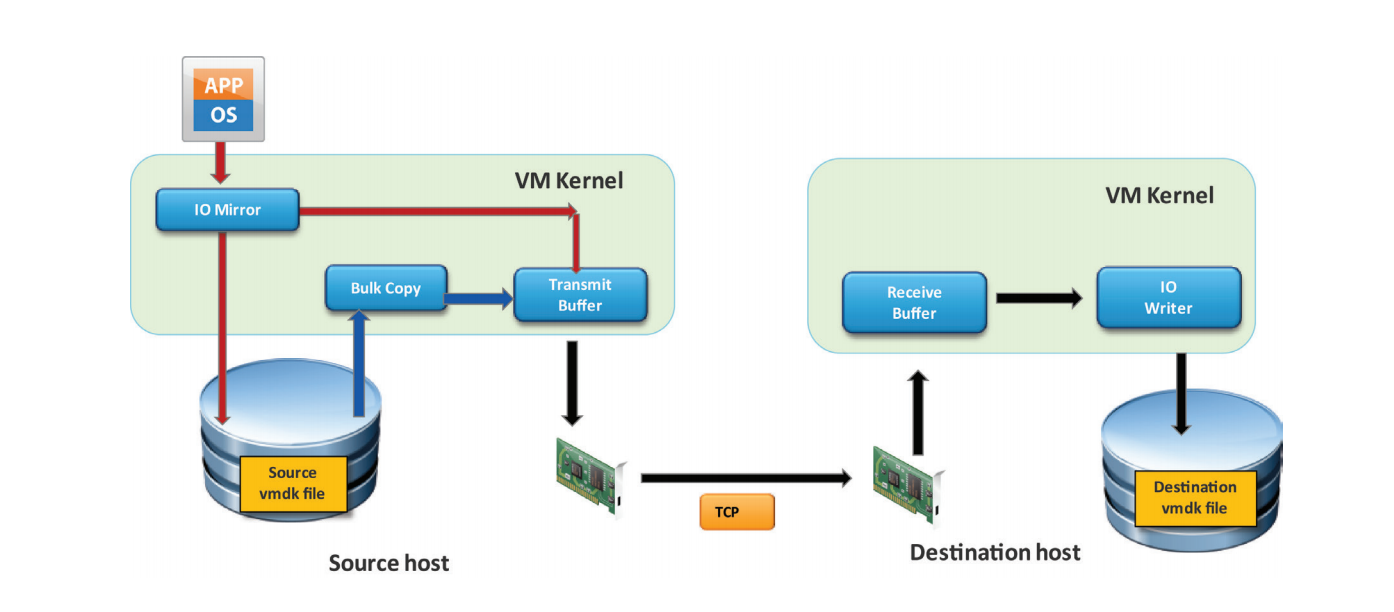 APP
OS
VM Kernel
IO Mirror
Bulk Copy
Transmit
Buffer
Source
vmdk file
Source host
TCP
VM Kernel
Receive
Buffer
IO
Writer
Destination
vmdk file
Destination host